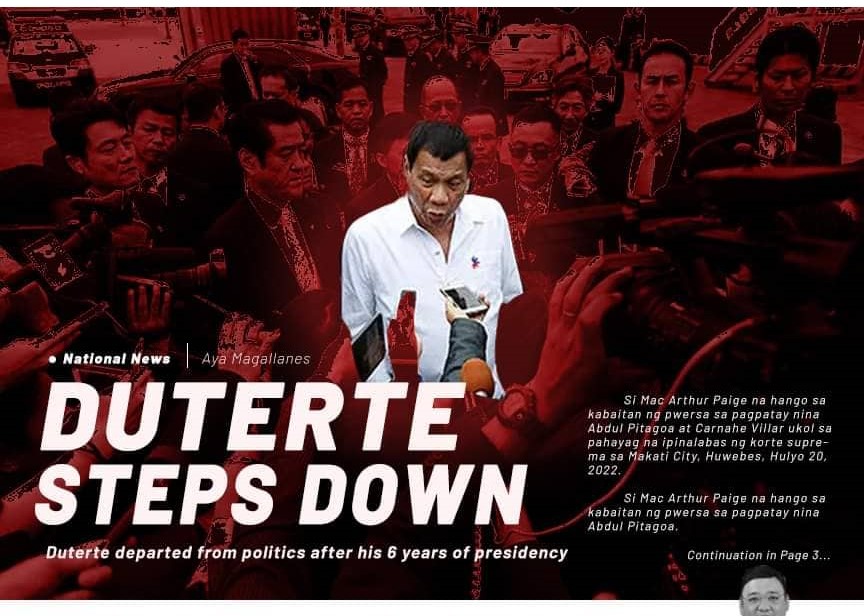 • National News | Aya Magallanes
DUTERTE
STEPS DOWN
Duterte departed from politics after his 6 years of presidency
Si Mac Arthur Paige na hango sa
kabaitan ng pwersa sa pagpatay nina
Abdul Pitagoa at Carnahe Villar ukol sa
pahayag na ipinalabas ng korte supre-
ma sa Makati City, Huwebes, Hulyo 20,
2022.
Si Mac Arthur Paige na hango sa
kabaitan ng pwersa sa pagpatay nina
Abdul Pitagoa.
Continuation in Page 3...